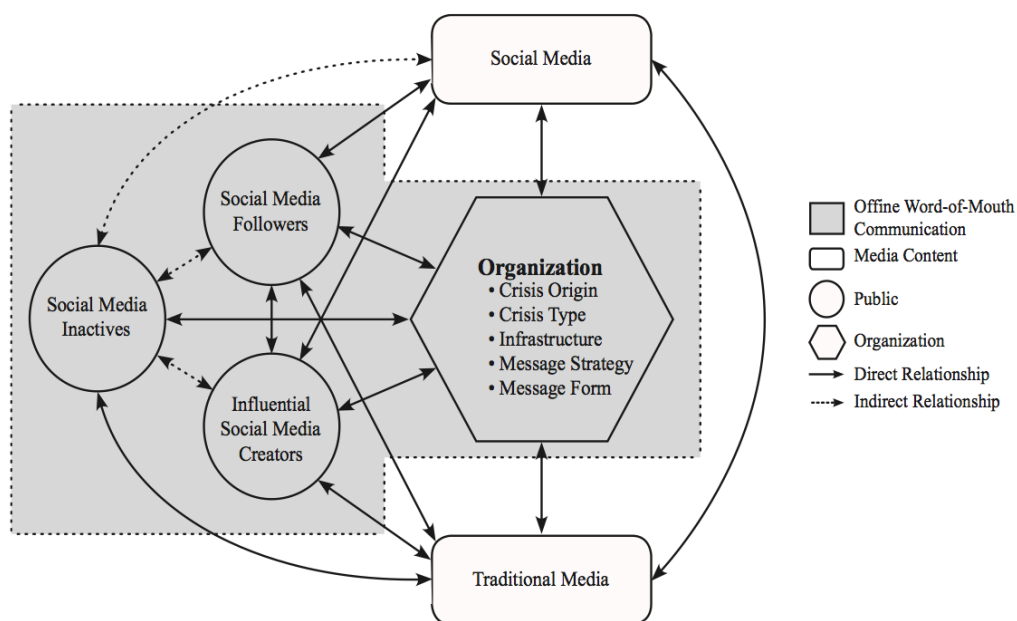 Social Media
Social Media
Followers
Social Media
Inactives
Influential
Social Media
Creators
Organization
• Crisis Origin
• Crisis Type
• Infrastructure
• Message Strategy
• Message Form
Traditional Media
Offine Word-of-Mouth
Communication
Media Content
Public
Organization
Direct Relationship
Indirect Relationship